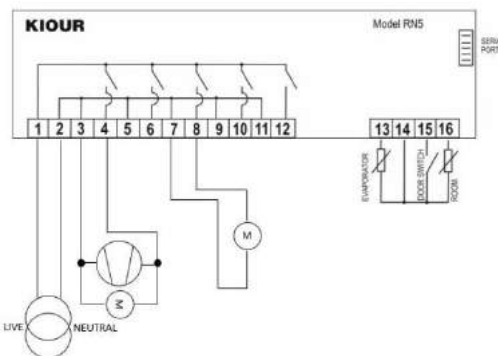 KIOUR
Model RN5
SERV
PORT
1 2 3 4 5 6 7 8 9 10 11 12
13 14 15 16
EVAPORATOR
DOOR SWITCH
ROOM
M
M
LIVE
NEUTRAL